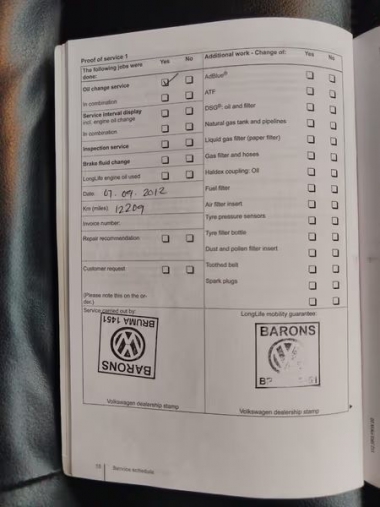 Proof of service 1
The following jobs were done: Yes No
Oil change service
In combination
Service interval display
incl. engine oil change
In combination:
Inspection service
Brake fluid change
LongLife engine oil used
Date: 07.09.2012
Km (miles): 12209
Invoice number:
Repair recommendation
Customer request
(Please note this on the or-
der.)
Service carried out by:
BRUMA 1451
BARONS
Volkswagen dealership stamp
Additional work - Change of: Yes No
AdBlue®
ATF
DSG®: oil and filter
Natural gas tank and pipelines
Liquid gas filter (paper filter)
Gas filter and hoses
Haldex coupling: Oil
Fuel filter
Air filter insert
Tyre pressure sensors
Tyre filler bottle
Dust and pollen filter insert
Toothed belt
Spark plugs
LongLife mobility guarantee:
BARONS
Volkswagen dealership stamp
Service schedule